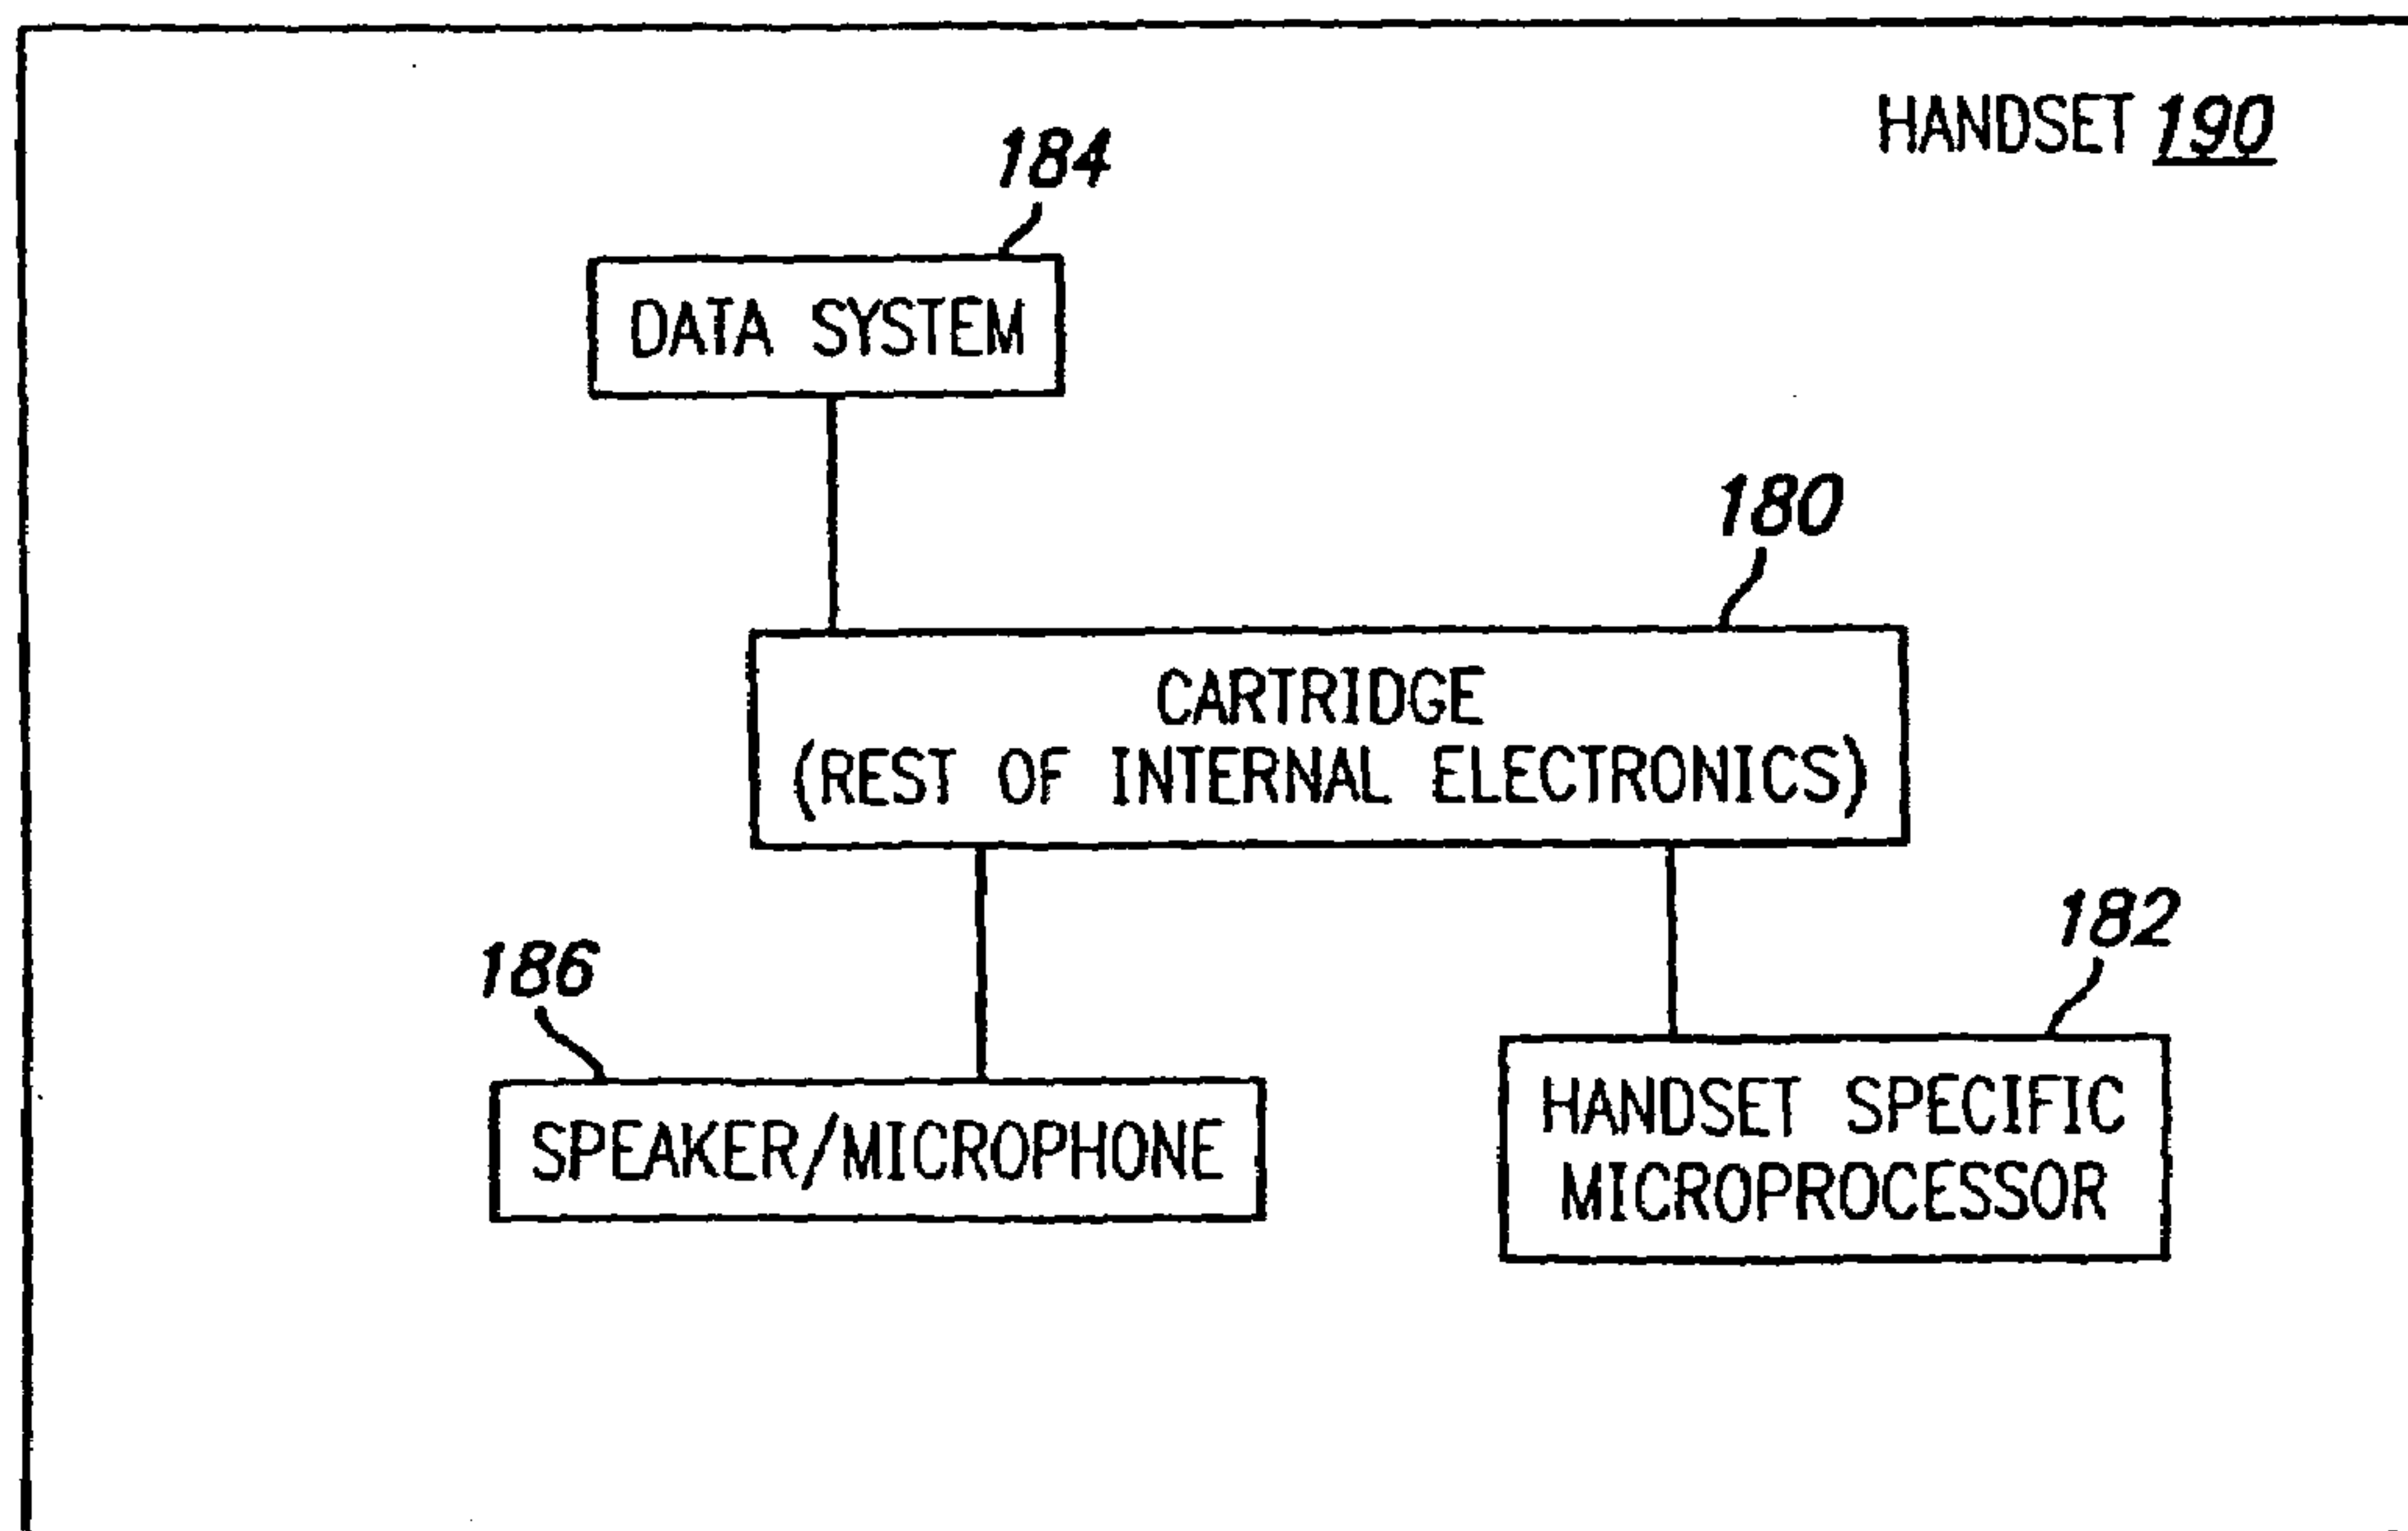 HANDSET 190
184
DATA SYSTEM
180
CARTRIDGE
(REST OF INTERNAL ELECTRONICS)
182
186
HANDSET SPECIFIC
MICROPROCESSOR
SPEAKER/MICROPHONE